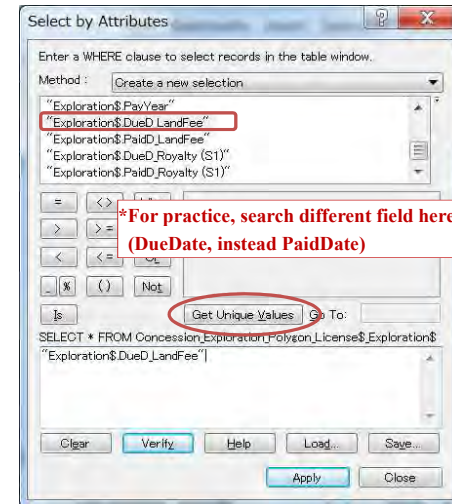 Select by Attributes
Enter a WHERE clause to select records in the table window.
Method : Create a new selection
"Exploration$.PayYear"
"Exploration$.DueD_LandFee"
"Exploration$.PaidD_LandFee"
"Exploration$.DueD_Royalty (S1)"
"Exploration$.PaidD_Royalty (S1)"
= < >
*For practice, search different field here
> > =
(DueDate, instead PaidDate)
< < =
_ % ( ) Not
Is Get Unique Values Go To:
SELECT * FROM Concession_Exploration_Polygon_License$_Exploration$
"Exploration$.DueD_LandFee"
Clear Verify Help Load... Save...
Apply Close